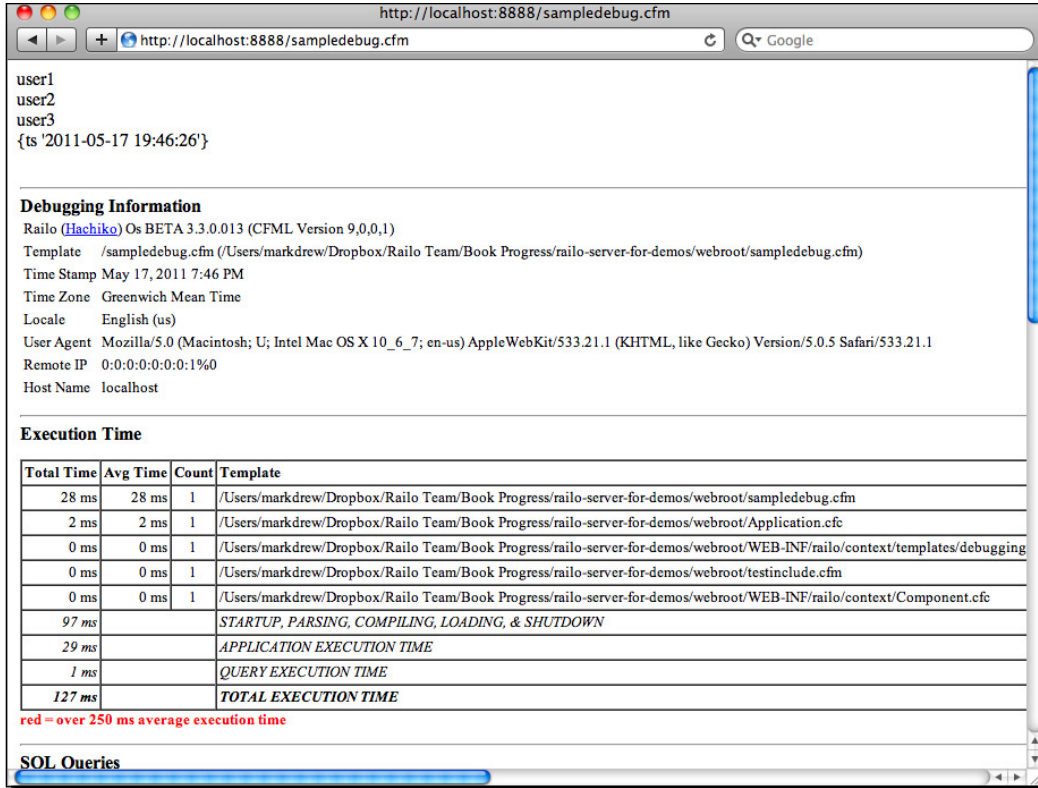 http://localhost:8888/sampledebug.cfm
http://localhost:8888/sampledebug.cfm
Google
user1
user2
user3
{ts '2011-05-17 19:46:26'}
Debugging Information
Railo (Hachiko) Os BETA 3.3.0.013 (CFML Version 9,0,0,1)
Template /sampledebug.cfm (/Users/markdrew/Dropbox/Railo Team/Book Progress/railo-server-for-demos/webroot/sampledebug.cfm)
Time Stamp May 17, 2011 7:46 PM
Time Zone Greenwich Mean Time
Locale English (us)
User Agent Mozilla/5.0 (Macintosh; U; Intel Mac OS X 10_6_7; en-us) AppleWebKit/533.21.1 (KHTML, like Gecko) Version/5.0.5 Safari/533.21.1
Remote IP 0:0:0:0:0:0:0:1%0
Host Name localhost
Execution Time
Total Time Avg Time Count Template
28 ms 28 ms 1 /Users/markdrew/Dropbox/Railo Team/Book Progress/railo-server-for-demos/webroot/sampledebug.cfm
2 ms 2 ms 1 /Users/markdrew/Dropbox/Railo Team/Book Progress/railo-server-for-demos/webroot/Application.cfc
0 ms 0 ms 1 /Users/markdrew/Dropbox/Railo Team/Book Progress/railo-server-for-demos/webroot/WEB-INF/railo/context/templates/debugging
0 ms 0 ms 1 /Users/markdrew/Dropbox/Railo Team/Book Progress/railo-server-for-demos/webroot/testinclude.cfm
0 ms 0 ms 1 /Users/markdrew/Dropbox/Railo Team/Book Progress/railo-server-for-demos/webroot/WEB-INF/railo/context/Component.cfc
97 ms STARTUP, PARSING, COMPILING, LOADING, & SHUTDOWN
29 ms APPLICATION EXECUTION TIME
1 ms QUERY EXECUTION TIME
127 ms TOTAL EXECUTION TIME
red = over 250 ms average execution time
SQL Queries